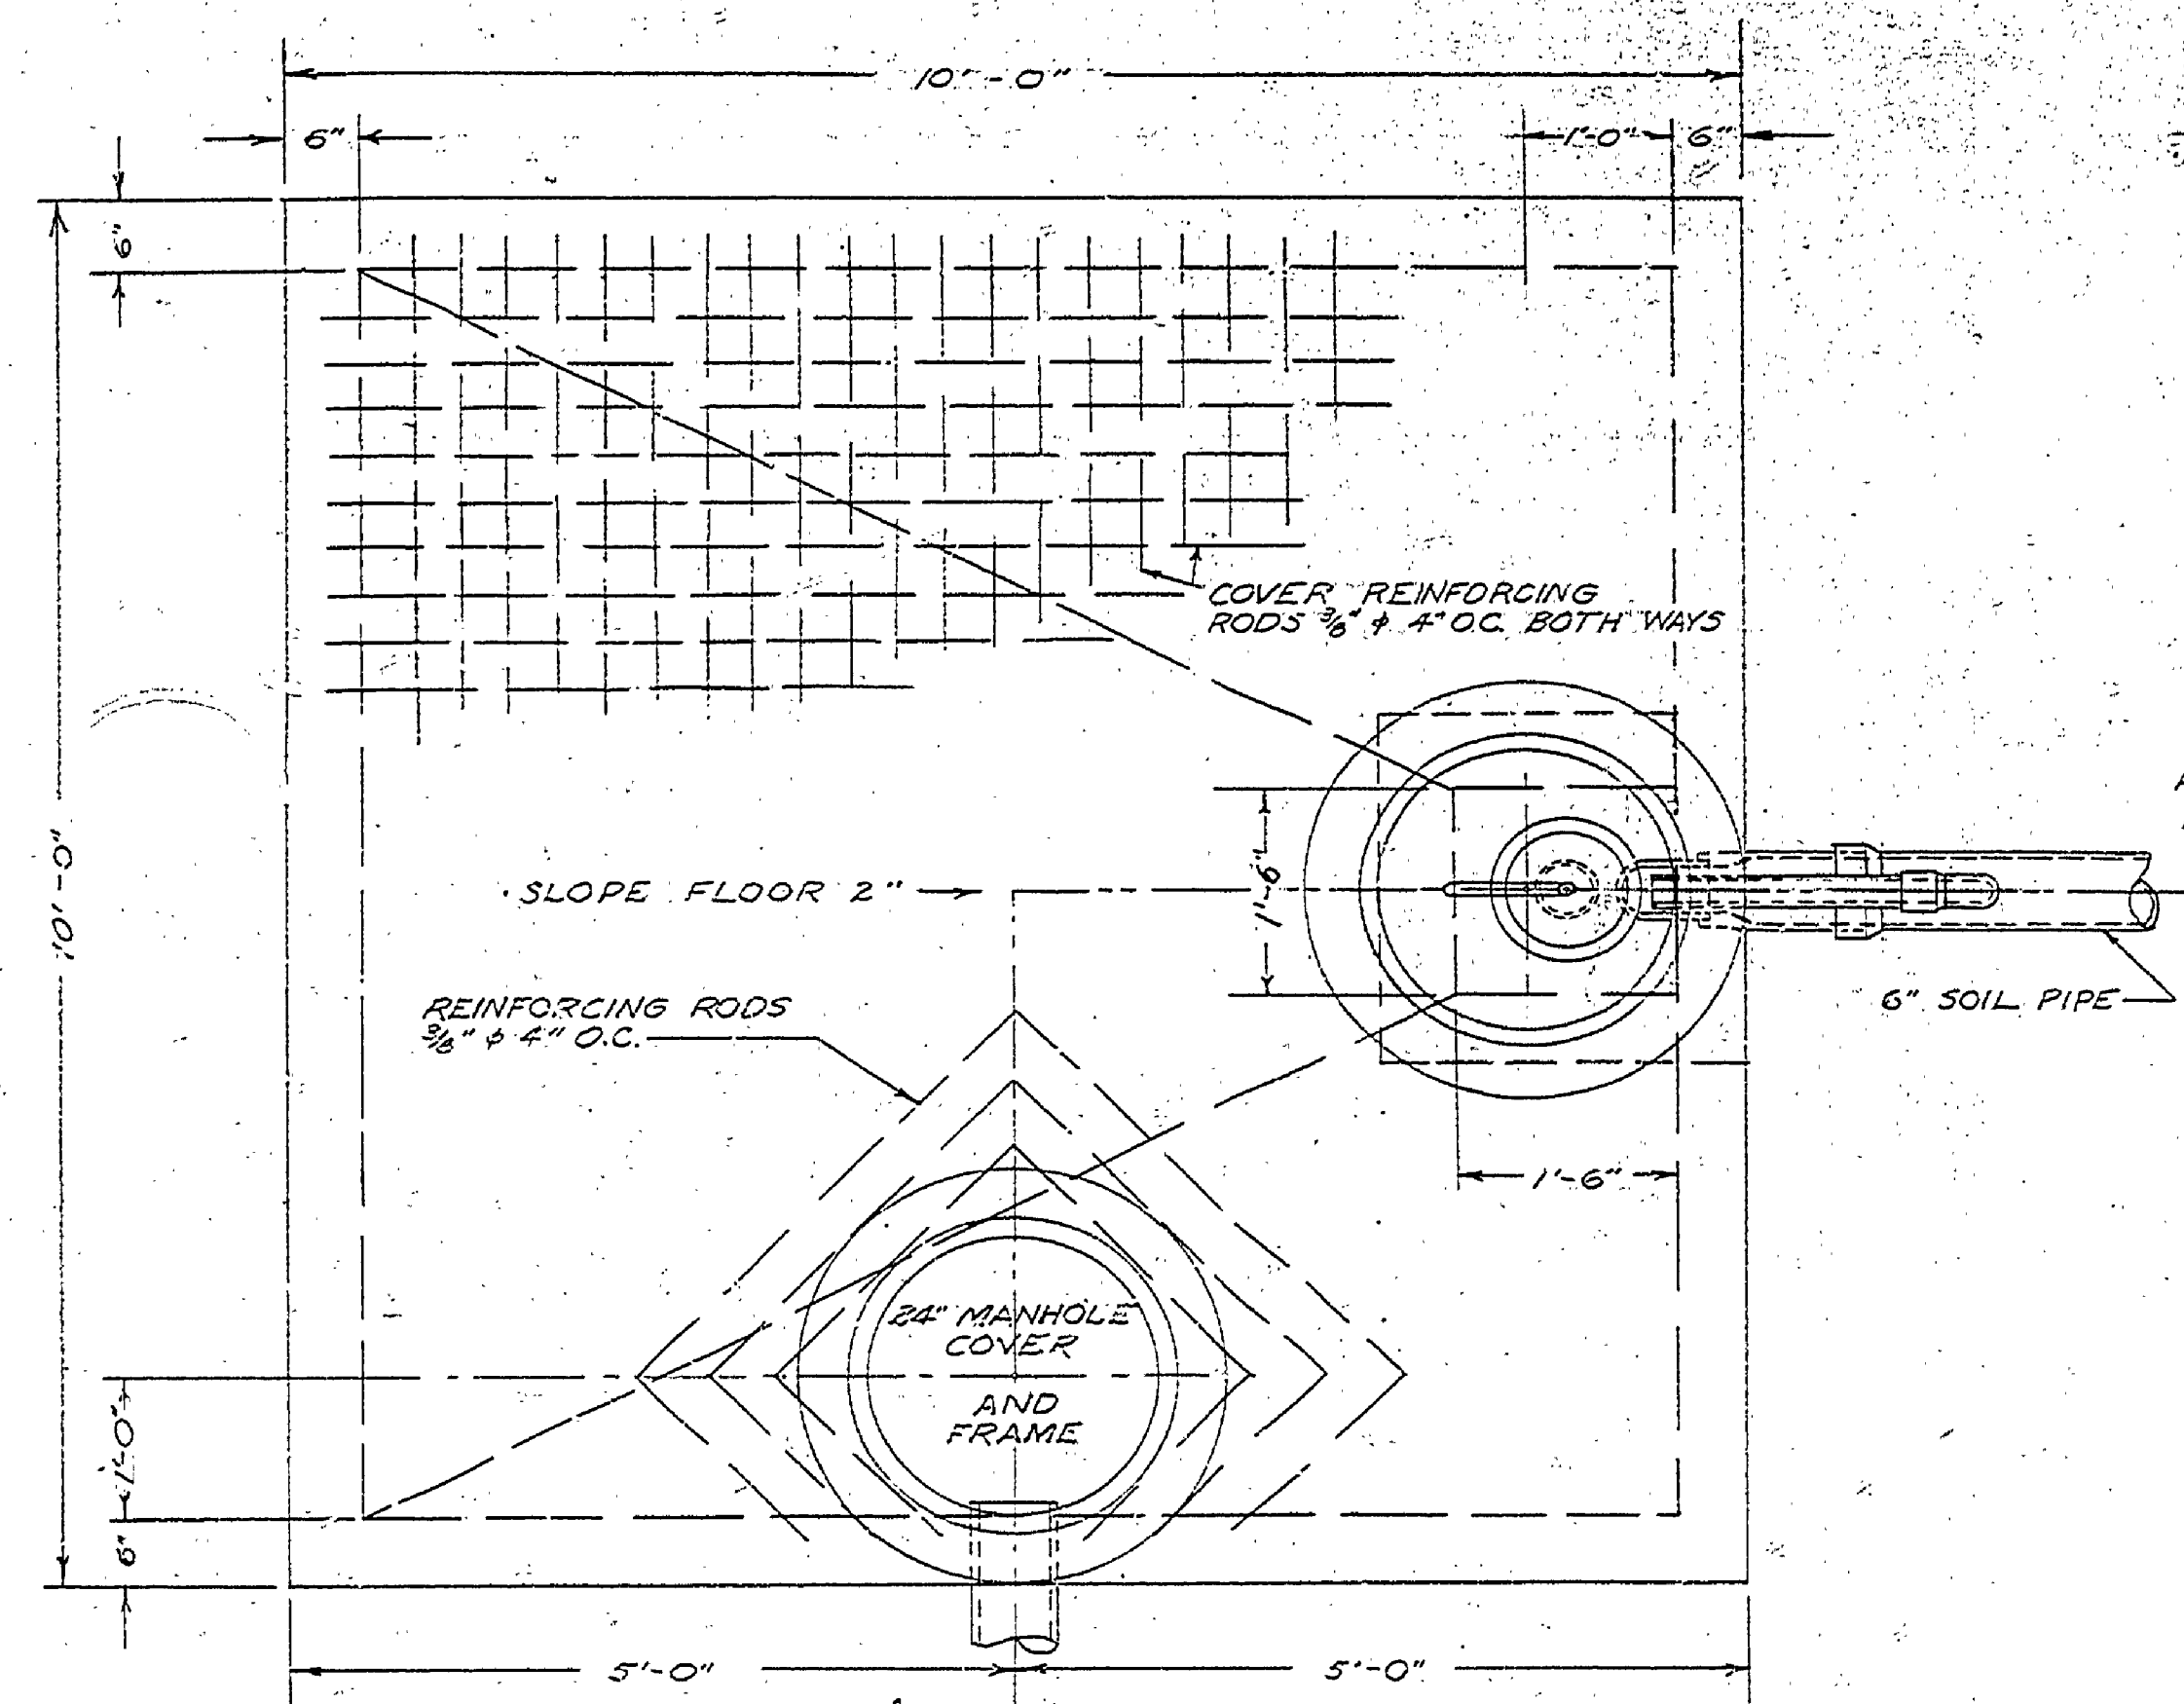 10'-0"
6"
1'-0"
6"
6"
COVER REINFORCING
RODS 3/8" ϕ 4" O.C. BOTH WAYS
10'-0"
1'-6"
SLOPE FLOOR 2"
REINFORCING RODS
3/8" ϕ 4" O.C.
6" SOIL PIPE
1'-6"
24" MANHOLE
COVER
AND
FRAME
1'-0"
6"
5'-0"
5'-0"